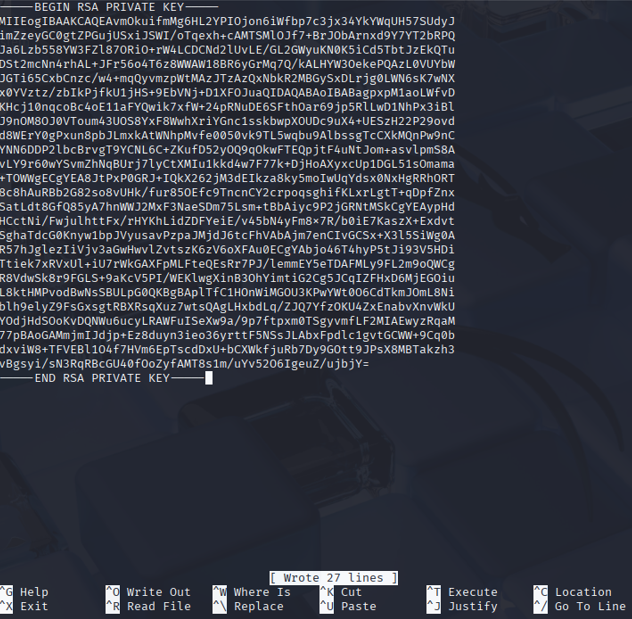 -----BEGIN RSA PRIVATE KEY-----
MIIEogIBAAKCAQEAvmOkuifmMg6HL2YPIOjon6iWfbp7c3jx34YkYWqUH57SUdyJ
imZzeyGC0gtZPGujUSxiJSWI/oTqexh+cAMTSMlOJf7+BrJObArnxd9Y7YT2bRPQ
Ja6Lzb558YW3FZl87ORiO+rW4LCDCNd2lUvLE/GL2GWyuKN0K5iCd5TbtJzEkQTu
DSt2mcNn4rhAL+JFr56o4T6z8WWAW18BR6yGrMq7Q/kALHYW3OekePQAzL0VUYbW
JGTi65CxbCnzc/w4+mqQyvmzpWtMAzJTzAzQxNbkR2MBGySxDLrjg0LWN6sK7wNX
x0YVztz/zbIkPjfkU1jHS+9EbVNj+D1XFOJuaQIDAQABAoIBABagpxpM1aoLWfvD
KHcj10nqcoBc4oE11aFYQwik7xfW+24pRNuDE6SFthOar69jp5RlLwD1NhPx3iBl
J9nOM8OJ0VToum43UOS8YxF8WwhXriYGnc1sskbwpXOUDc9uX4+UESzH22P29ovd
d8WErY0gPxun8pbJLmxkAtWNhpMvfe0050vk9TL5wqbu9AlbssgTcCXkMQnPw9nC
YNN6DDP2lbcBrvgT9YCNL6C+ZKufD52yOQ9QOkwFTEQpjtF4uNtJom+asvlpmS8A
vLY9r60wYSvmZhNqBUrj7lyCtXMIu1kkd4w7F77k+DjHoAXyxcUp1DGL51sOmama
+TOWWgECgYEA8JtPxP0GRJ+IQkX262jM3dEIkza8ky5moIwUqYdsx0NxHgRRhORT
8c8hAuRBb2G82so8vUHk/fur85OEfc9TncnCY2crpoqsghifKLxrLgtT+qDpfZnx
SatLdt8GfQ85yA7hnWWJ2MxF3NaeSDm75Lsm+tBbAiyc9P2jGRNtMSkCgYEAypHd
HCctNi/FwjulhttFx/rHYKhLidZDFYeiE/v45bN4yFm8×7R/b0iE7KaszX+Exdvt
SghaTdcG0Knyw1bpJVyusavPzpaJMjdJ6tcFhVAbAjm7enCIvGCSx+X3l5SiWg0A
R57hJglezIiVjv3aGwHwvlZvtszK6zV6oXFAu0ECgYAbjo46T4hyP5tJi93V5HDi
Ttiek7xRVxUl+iU7rWkGAXFpMLFteQEsRr7PJ/lemmEY5eTDAFMLy9FL2m9oQWCg
R8VdwSk8r9FGLS+9aKcV5PI/WEKlwgXinB3OhYimtiG2Cg5JCqIZFHxD6MjEGOiu
L8ktHMPvodBwNsSBULpG0QKBgBAplTfC1HOnWiMGOU3KPwYWt0O6CdTkmJOmL8Ni
blh9elyZ9FsGxsgtRBXRsqXuz7wtsQAgLHxbdLq/ZJQ7YfzOKU4ZxEnabvXnvWkU
YOdjHdSOoKvDQNWu6ucyLRAWFuISeXw9a/9p7ftpxm0TSgyvmfLF2MIAEwyzRqaM
77pBAoGAMmjmIJdjp+Ez8duyn3ieo36yrttF5NSsJLAbxFpdlc1gvtGCWW+9Cq0b
dxviW8+TFVEBl1O4f7HVm6EpTscdDxU+bCXWkfjuRb7Dy9GOtt9JPsX8MBTakzh3
vBgsyi/sN3RqRBcGU40fOoZyfAMT8s1m/uYv52O6IgeuZ/ujbjY=
-----END RSA PRIVATE KEY-----
[ Wrote 27 lines ]
^G Help ^O Write Out ^W Where Is ^K Cut ^T Execute ^C Location
^X Exit ^R Read File ^\ Replace ^U Paste ^J Justify ^/ Go To Line